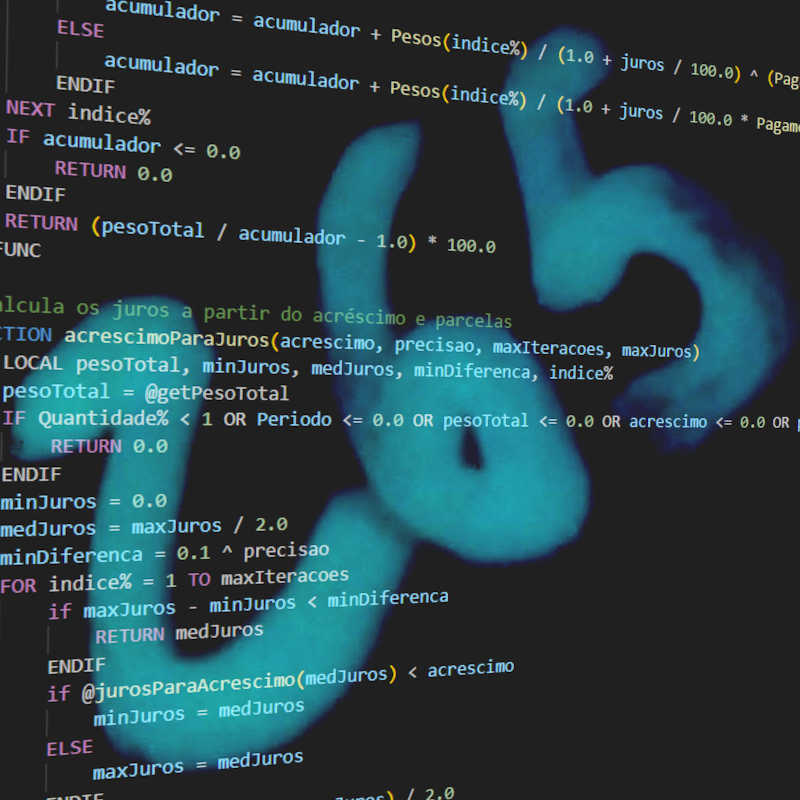 acumulador = acumulador + Pesos(indice%) / (1.0 + juros / 100.0) ^ (Pag
ELSE
acumulador = acumulador + Pesos(indice%) / (1.0 + juros / 100.0 * Pagame
ENDIF
NEXT indice%
IF acumulador <= 0.0
RETURN 0.0
ENDIF
RETURN (pesoTotal / acumulador - 1.0) * 100.0
FUNC
alcula os juros a partir do acréscimo e parcelas
CTION acrescimoParaJuros(acrescimo, precisao, maxIteracoes, maxJuros)
LOCAL pesoTotal, minJuros, medJuros, minDiferenca, indice%
pesoTotal = @getPesoTotal
IF Quantidade% < 1 OR Periodo <= 0.0 OR pesoTotal <= 0.0 OR acrescimo <= 0.0 OR p
RETURN 0.0
ENDIF
minJuros = 0.0
medJuros = maxJuros / 2.0
minDiferenca = 0.1 ^ precisao
FOR indice% = 1 TO maxIteracoes
if maxJuros - minJuros < minDiferenca
RETURN medJuros
ENDIF
if @jurosParaAcrescimo(medJuros) < acrescimo
minJuros = medJuros
ELSE
maxJuros = medJuros
ENDIF
uros) / 2.0